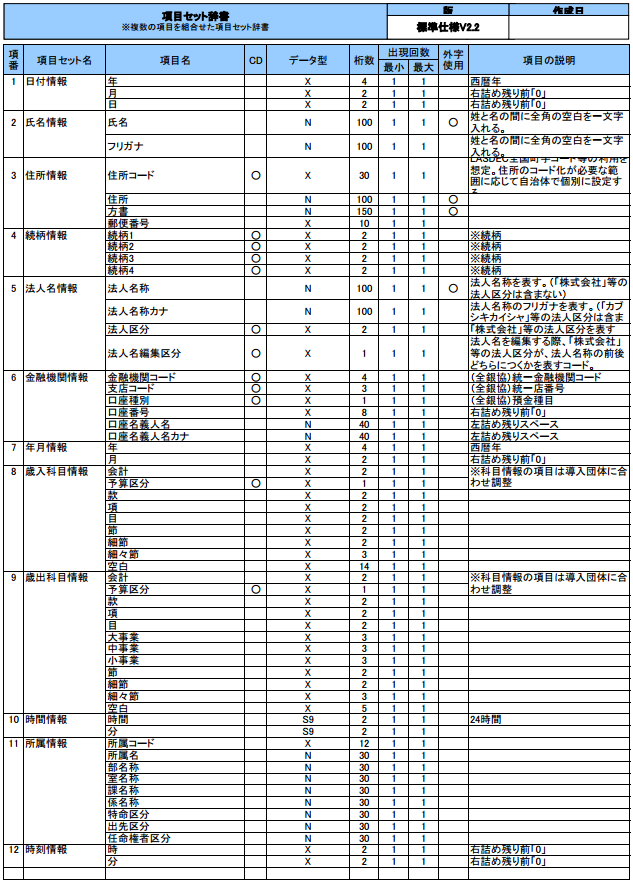 項目セット辞書
※複数の項目を組合せた項目セット辞書
版 作成日
標準仕様V2.2
項番 項目セット名 項目名 CD データ型 桁数 出現回数 最小 最大 外字使用 項目の説明
1 日付情報 年 X 4 1 1 西暦年
月 X 2 1 1 右詰め残り前「0」
日 X 2 1 1 右詰め残り前「0」
2 氏名情報 氏名 N 100 1 1 〇 姓と名の間に全角の空白を一文字
入れる。
フリガナ N 100 1 1 姓と名の間に全角の空白を一文字
入れる。
3 住所情報 住所コード 〇 X 30 1 1 LASDEC全国町字コード等の利用を
想定。住所のコード化が必要な範
囲に応じて自治体で個別に設定す
る
住所 N 100 1 1 〇
方書 N 150 1 1 〇
郵便番号 X 10 1 1
4 続柄情報 続柄1 〇 X 2 1 1 ※続柄
続柄2 〇 X 2 1 1 ※続柄
続柄3 〇 X 2 1 1 ※続柄
続柄4 〇 X 2 1 1 ※続柄
5 法人名情報 法人名称 N 100 1 1 〇 法人名称を表す。（「株式会社」等の
法人区分は含まない）
法人名称カナ N 100 1 1 法人名称のフリガナを表す。（「カブ
シキカイシャ」等の法人区分は含ま
法人区分 〇 X 2 1 1 「株式会社」等の法人区分を表す
法人名編集区分 〇 X 1 1 1 法人名を編集する際、「株式会社」
等の法人区分が、法人名称の前後
どちらにつくかを表すコード。
6 金融機関情報 金融機関コード 〇 X 4 1 1 （全銀協）統一金融機関コード
支店コード 〇 X 3 1 1 （全銀協）統一店番号
口座種別 〇 X 1 1 1 （全銀協）預金種目
口座番号 X 8 1 1 右詰め残り前「0」
口座名義人名 N 40 1 1 左詰め残りスペース
口座名義人名カナ N 40 1 1 左詰め残りスペース
7 年月情報 年 X 4 1 1 西暦年
月 X 2 1 1 右詰め残り前「0」
8 歳入科目情報 会計 X 2 1 1 ※科目情報の項目は導入団体に合
予算区分 〇 X 1 1 1 わせ調整
款 X 2 1 1
項 X 2 1 1
目 X 2 1 1
節 X 2 1 1
細節 X 2 1 1
細々節 X 3 1 1
空白 X 14 1 1
9 歳出科目情報 会計 X 2 1 1 ※科目情報の項目は導入団体に合
予算区分 〇 X 1 1 1 わせ調整
款 X 2 1 1
項 X 2 1 1
目 X 2 1 1
大事業 X 3 1 1
中事業 X 3 1 1
小事業 X 3 1 1
節 X 2 1 1
細節 X 2 1 1
細々節 X 3 1 1
空白 X 5 1 1
10 時間情報 時間 S9 2 1 1 24時間
分 S9 2 1 1
11 所属情報 所属コード X 12 1 1
所属名 N 30 1 1
部名称 N 30 1 1
室名称 N 30 1 1
課名称 N 30 1 1
係名称 N 30 1 1
特命区分 N 30 1 1
出先区分 N 30 1 1
任命権者区分 N 30 1 1
12 時刻情報 時 X 2 1 1 右詰め残り前「0」
分 X 2 1 1 右詰め残り前「0」